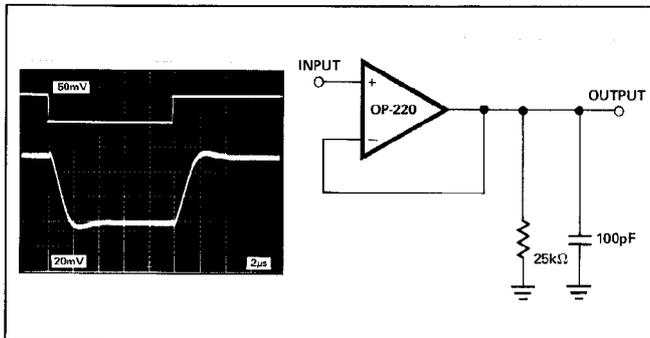 50mV
20mV
2µs
INPUT
+
OP-220
−
OUTPUT
25kΩ
100pF